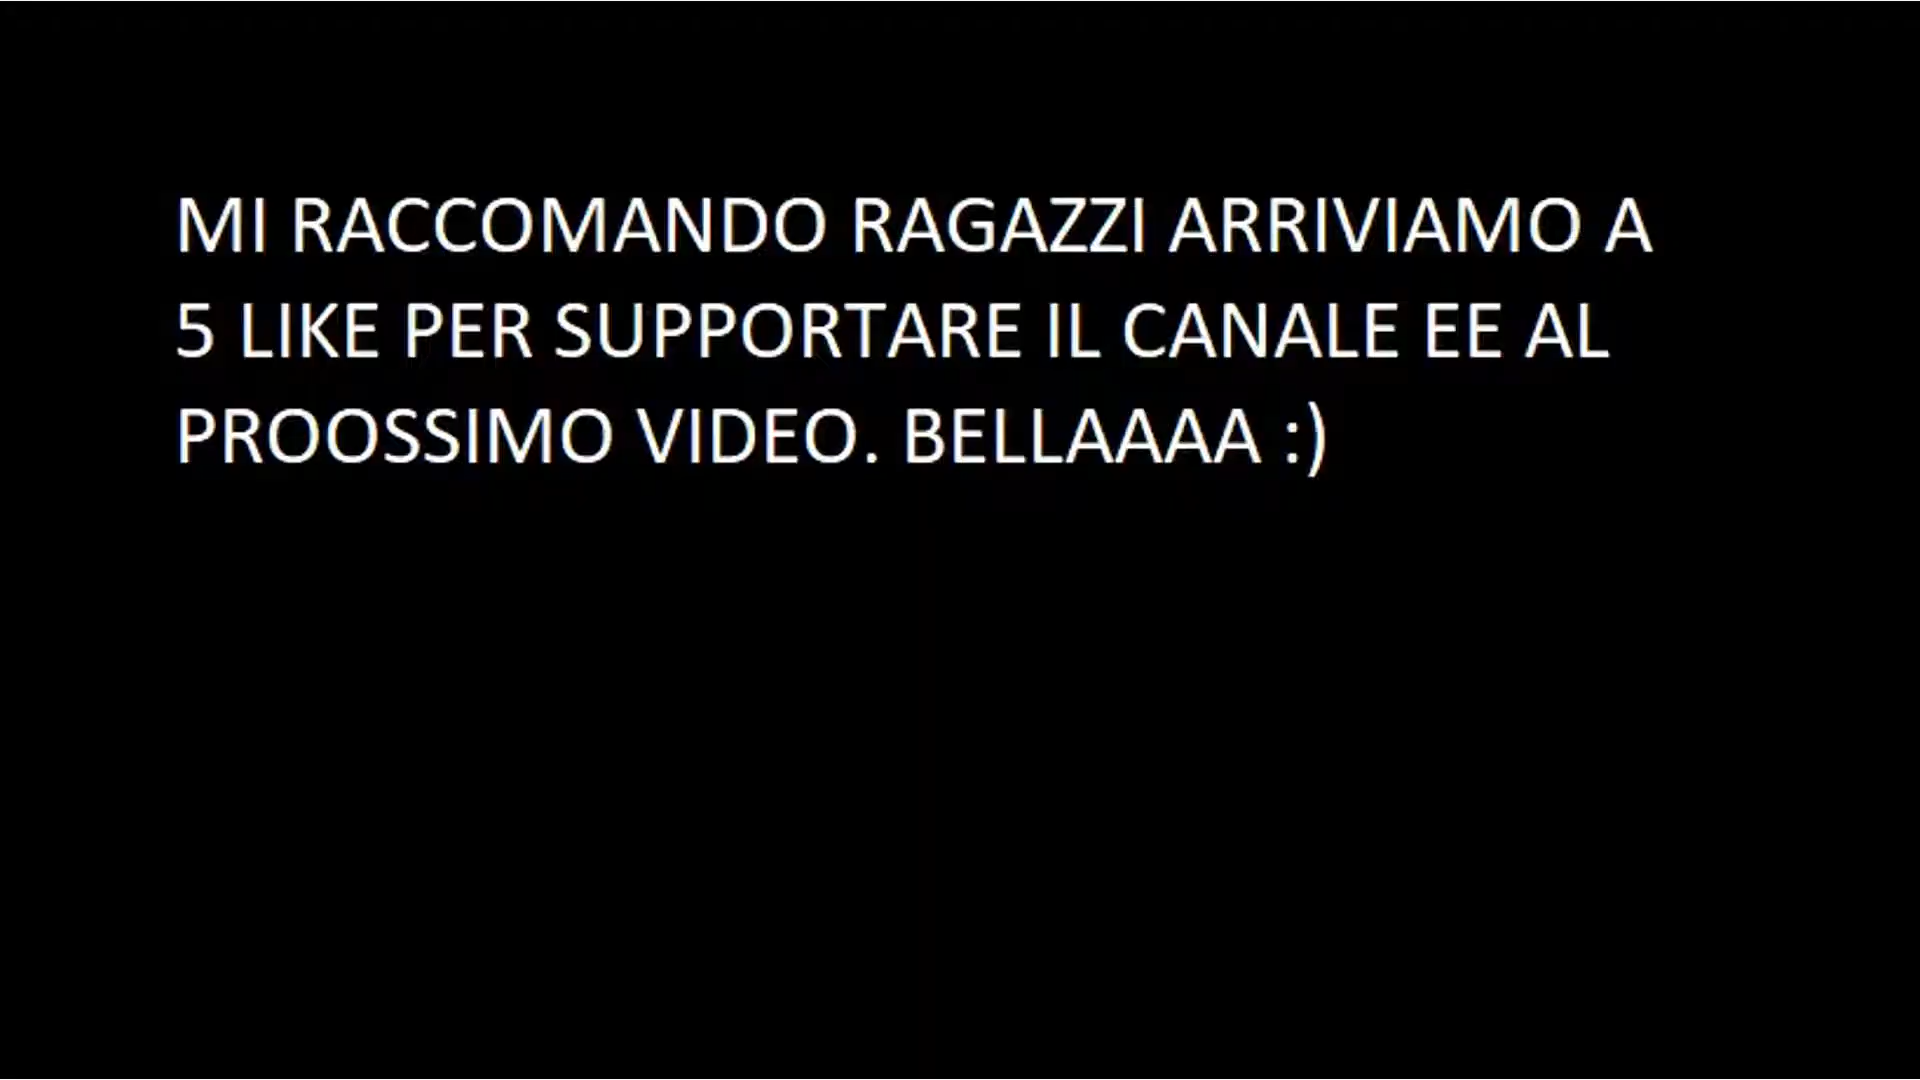 MI RACCOMANDO RAGAZZI ARRIVIAMO A
5 LIKE PER SUPPORTARE IL CANALE EE AL
PROOSSIMO VIDEO. BELLAAAA :)